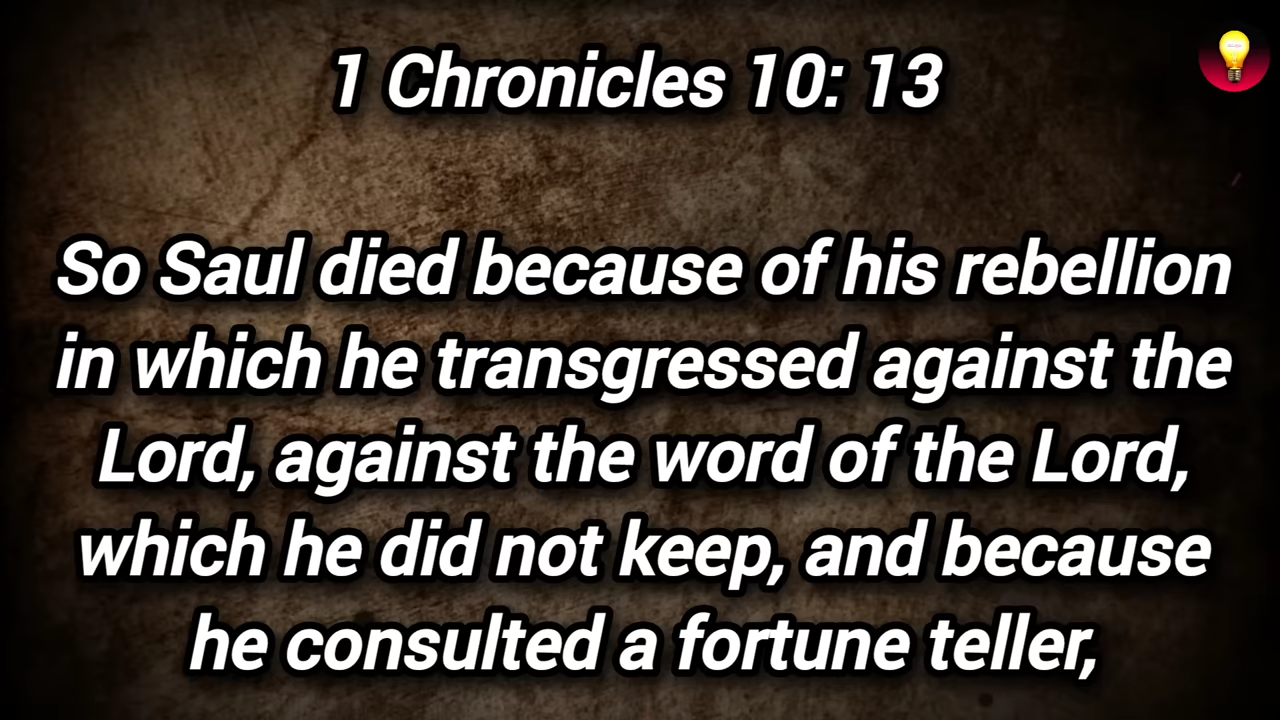 1 Chronicles 10: 13
So Saul died because of his rebellion
in which he transgressed against the
Lord, against the word of the Lord,
which he did not keep, and because
he consulted a fortune teller,